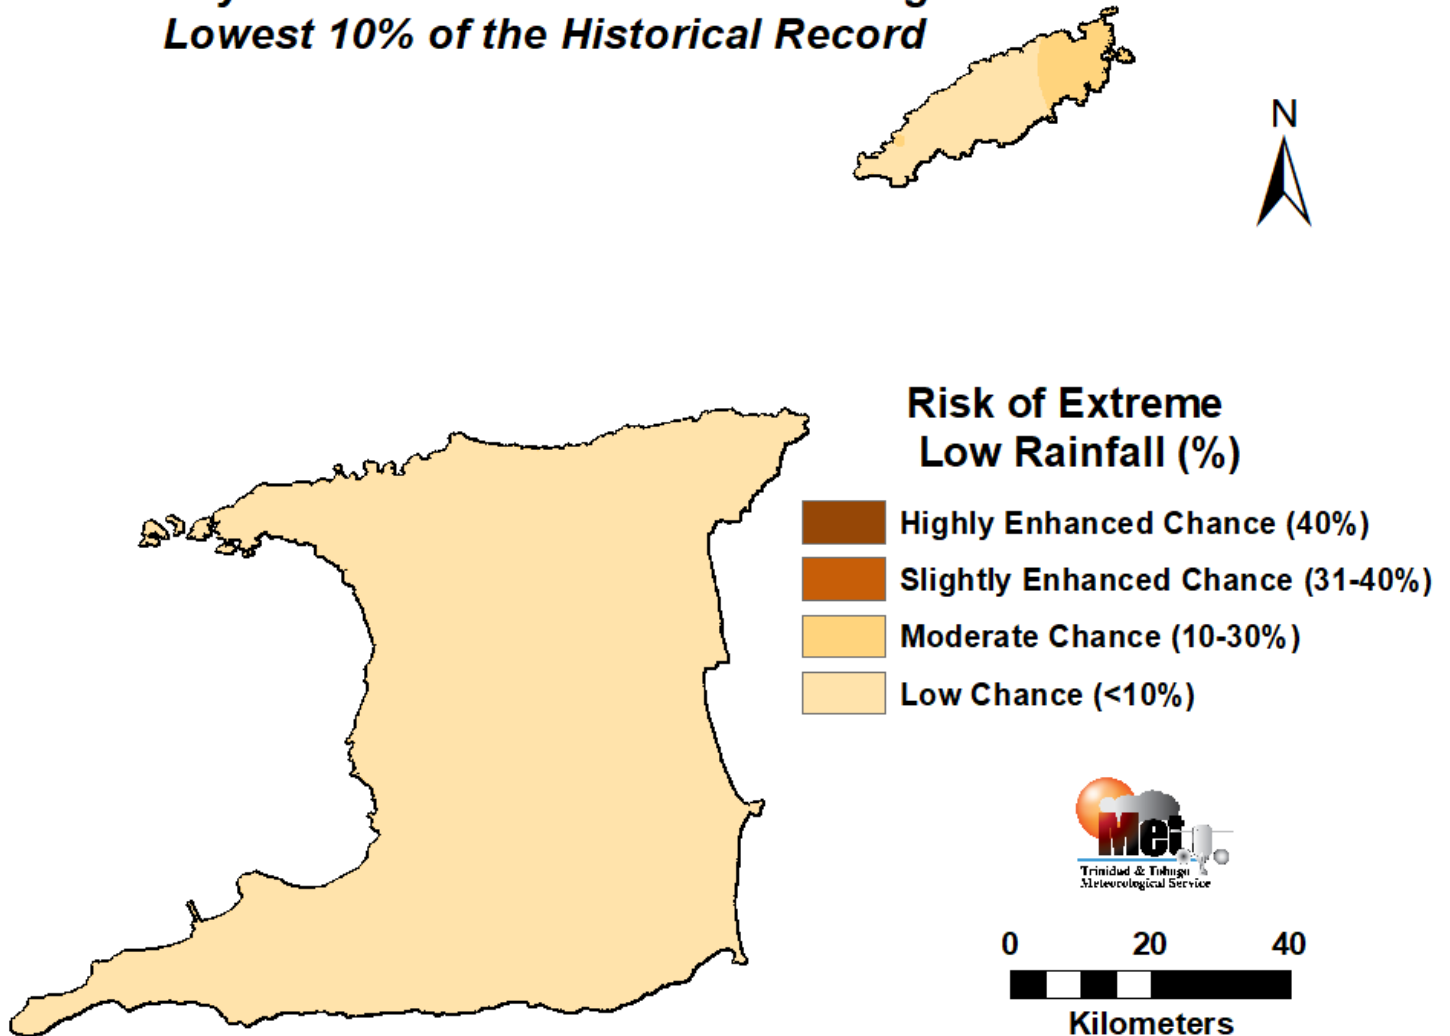 Lowest 10% of the Historical Record
N
Risk of Extreme
Low Rainfall (%)
Highly Enhanced Chance (40%)
Slightly Enhanced Chance (31-40%)
Moderate Chance (10-30%)
Low Chance (<10%)
Met
Trinidad & Tobago
Meteorological Service
0 20 40
Kilometers